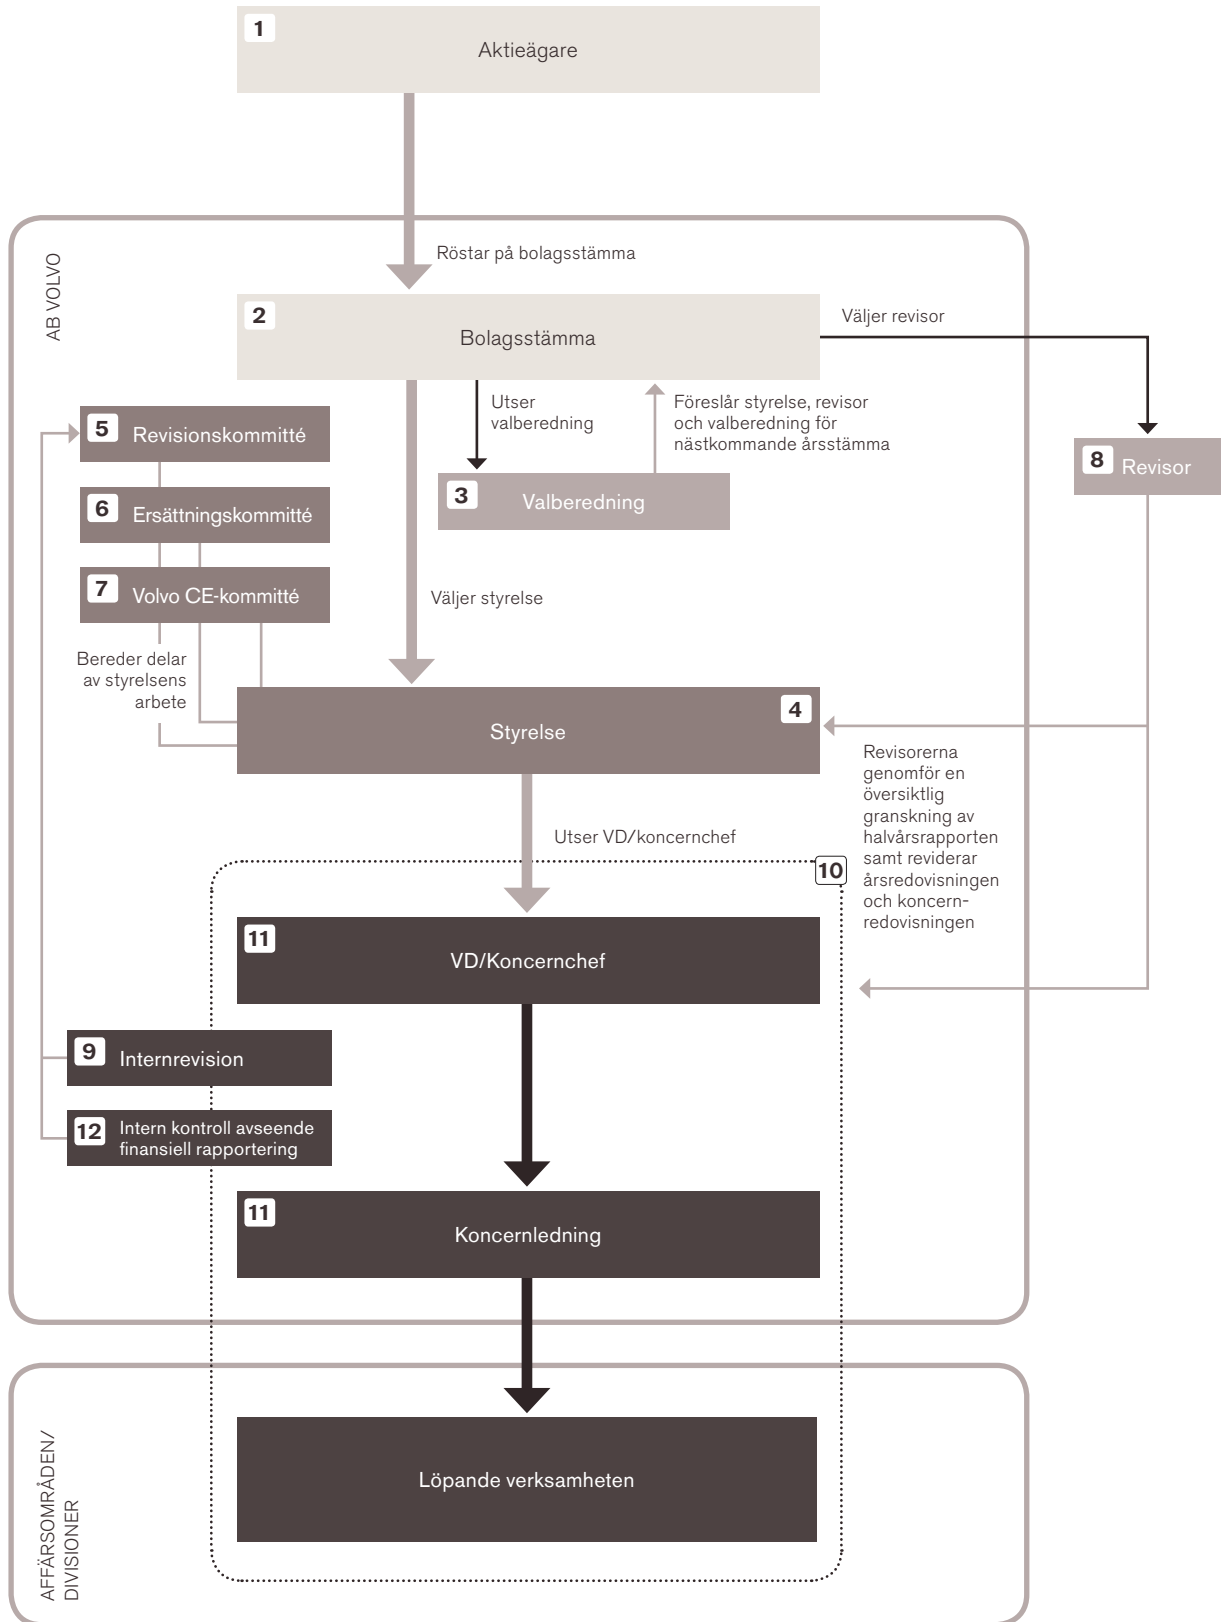 1
Aktieägare
AB VOLVO
Röstar på bolagsstämma
2
Bolagsstämma
Väljer revisor
Utser
valberedning
Föreslår styrelse, revisor
och valberedning för
nästkommande årsstämma
5 Revisionskommitté
8 Revisor
3 Valberedning
6 Ersättningskommitté
7 Volvo CE-kommitté
Väljer styrelse
Bereder delar
av styrelsens
arbete
4
Styrelse
Revisorerna
genomför en
översiktlig
granskning av
halvårsrapporten
samt reviderar
årsredovisningen
och koncern-
redovisningen
Utser VD/koncernchef
10
11
VD/Koncernchef
9 Internrevision
12 Intern kontroll avseende
finansiell rapportering
11
Koncernledning
AFFÄRSOMRÅDEN/
DIVISIONER
Löpande verksamheten